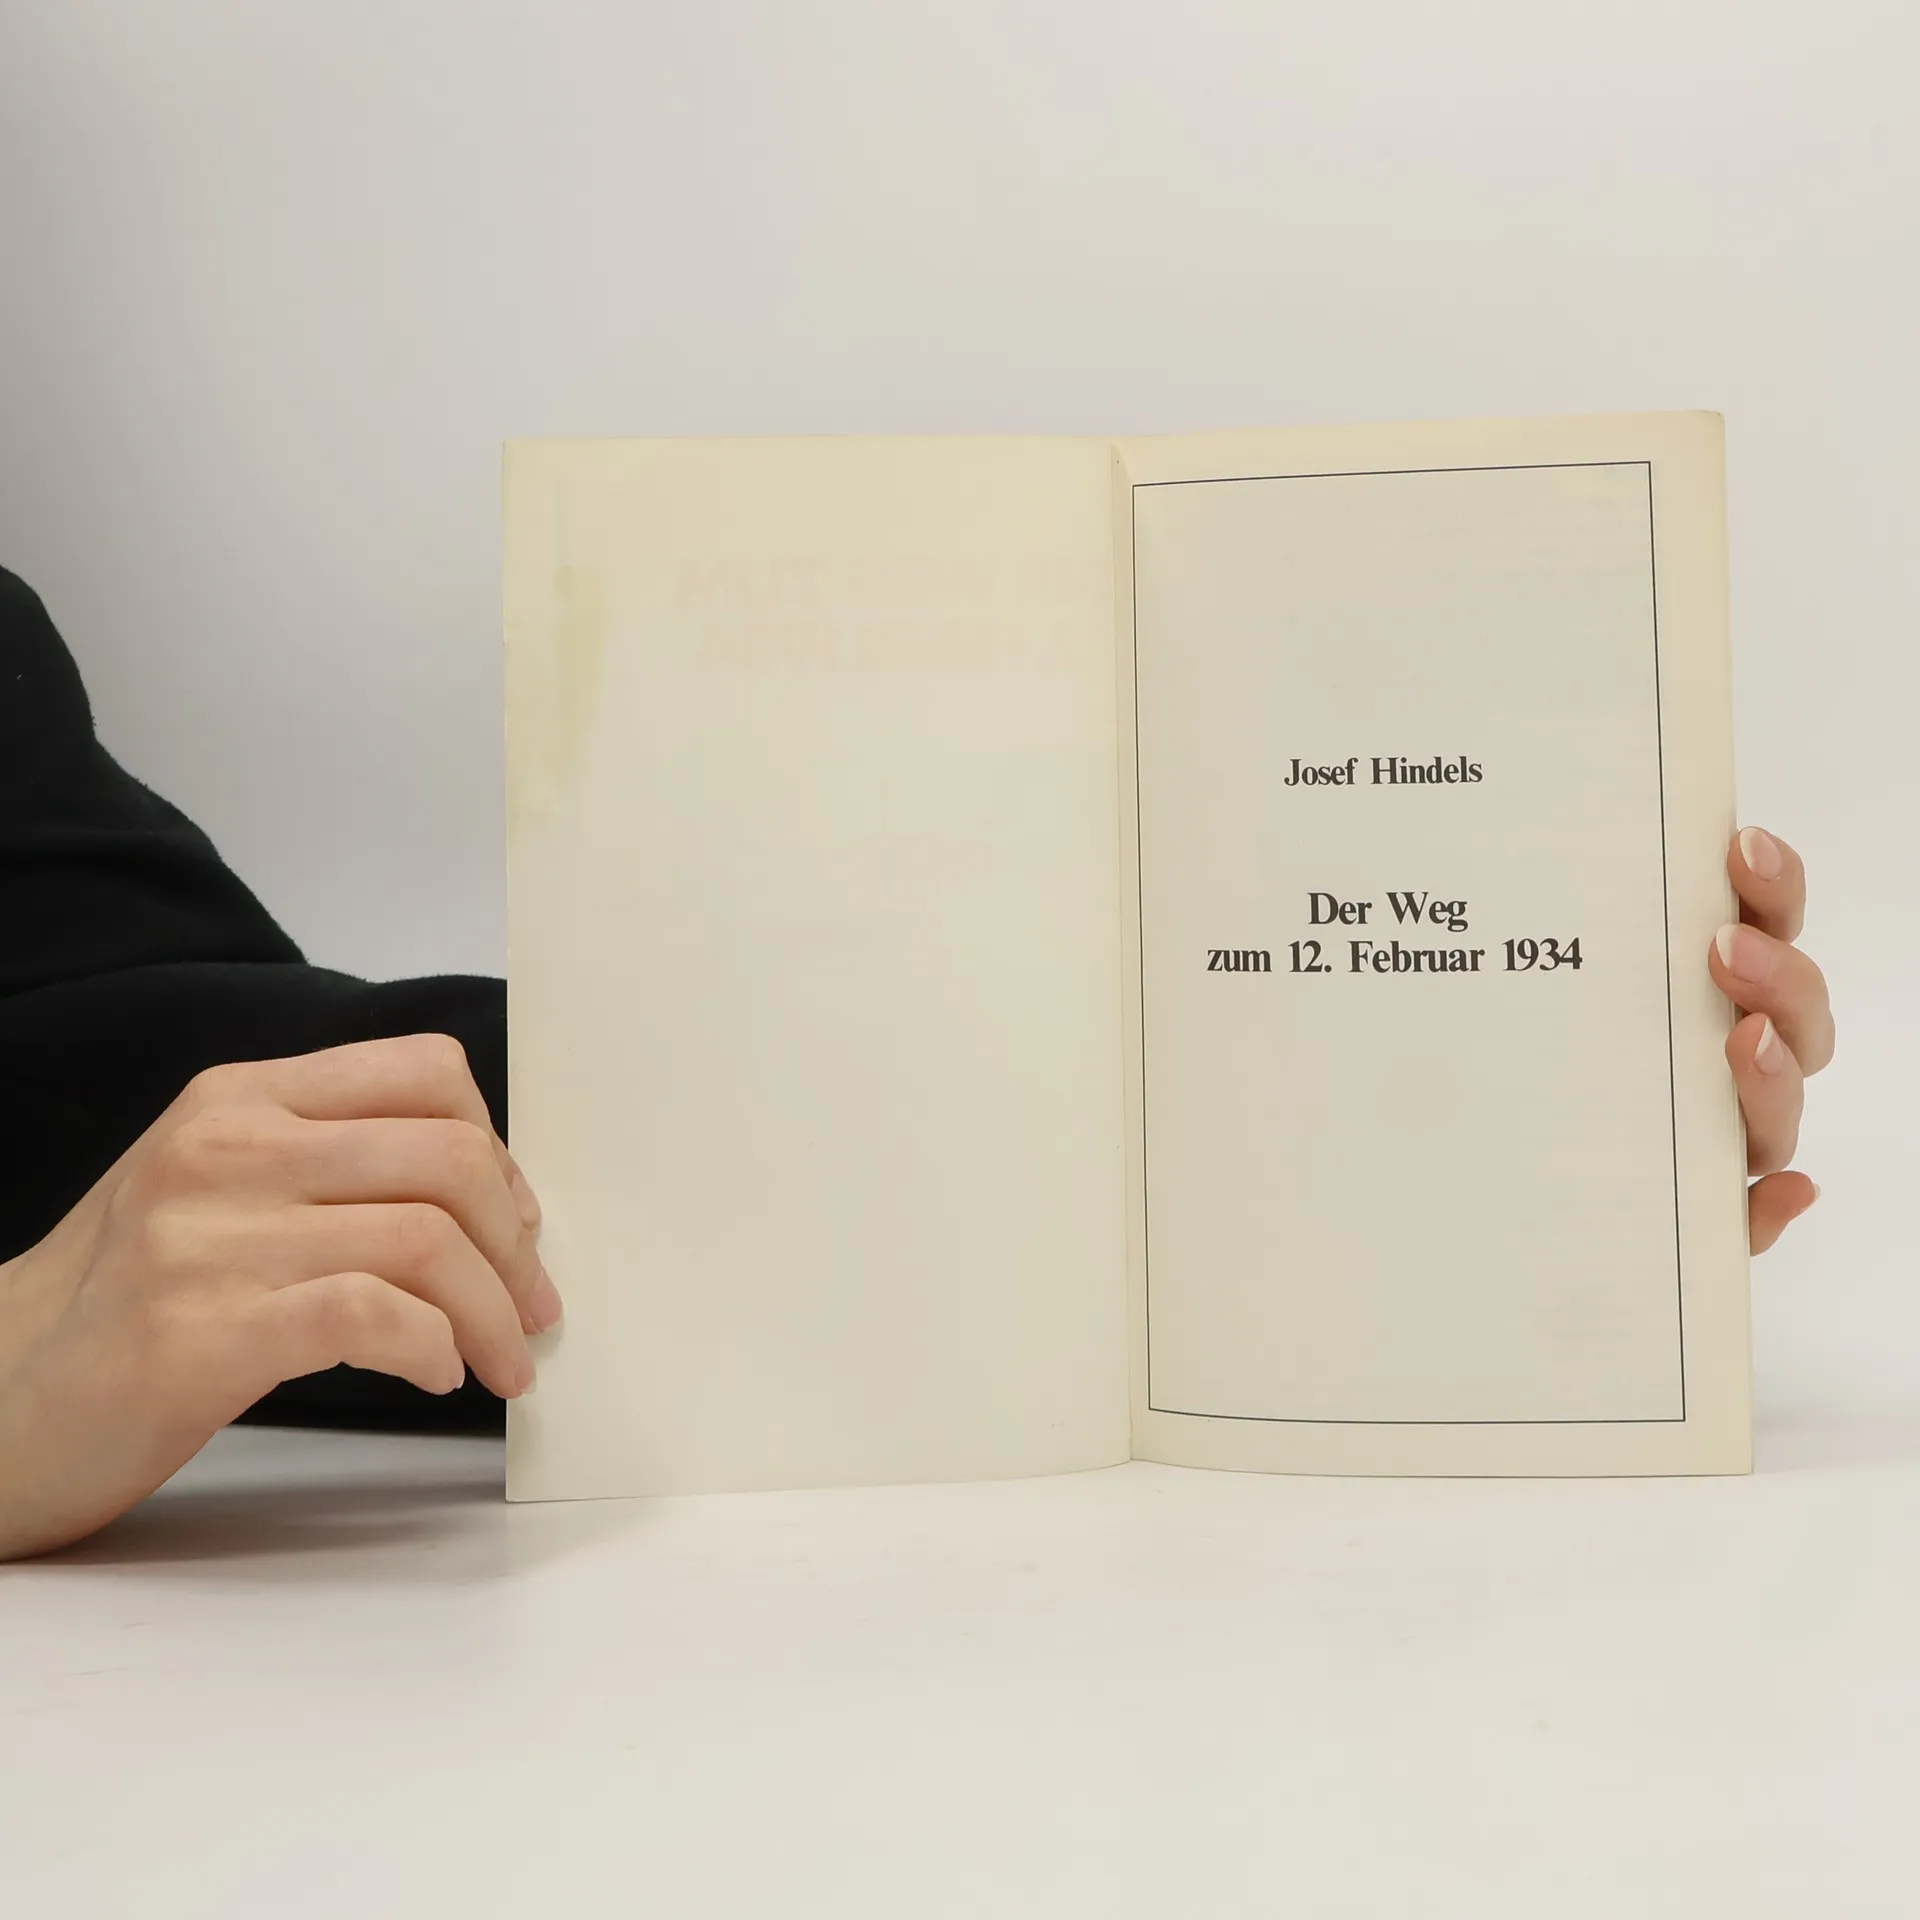 Josef Hindels
Der Weg
zum 12. Februar 1934